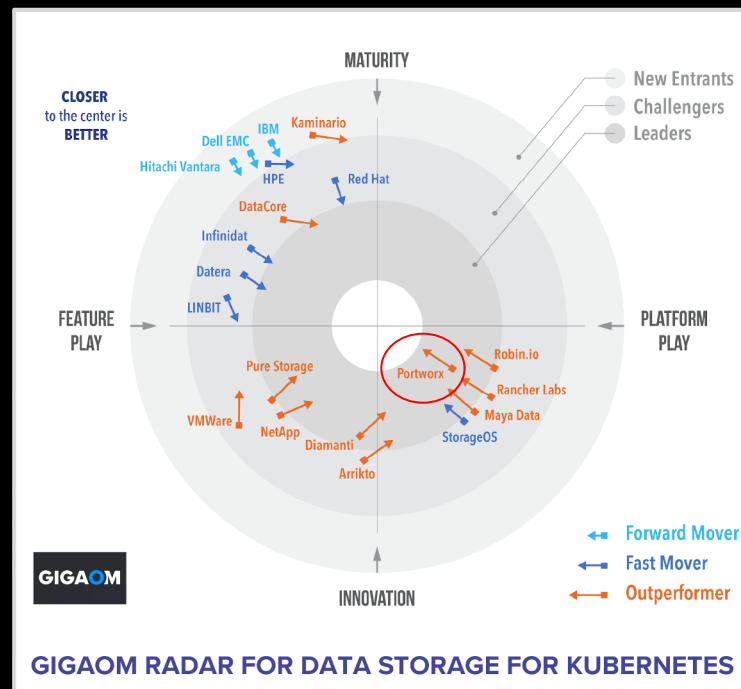 MATURITY
CLOSER
to the center is
BETTER
New Entrants
Challengers
Leaders
Kaminario
IBM
Dell EMC
Hitachi Vantara
HPE
Red Hat
DataCore
Infinidat
Datera
LINBIT
FEATURE
PLAY
PLATFORM
PLAY
Robin.io
Portworx
Pure Storage
Rancher Labs
Maya Data
VMWare
NetApp
StorageOS
Diamanti
Arrikto
Forward Mover
Fast Mover
Outperformer
GIGAOM
INNOVATION
GIGAOM RADAR FOR DATA STORAGE FOR KUBERNETES